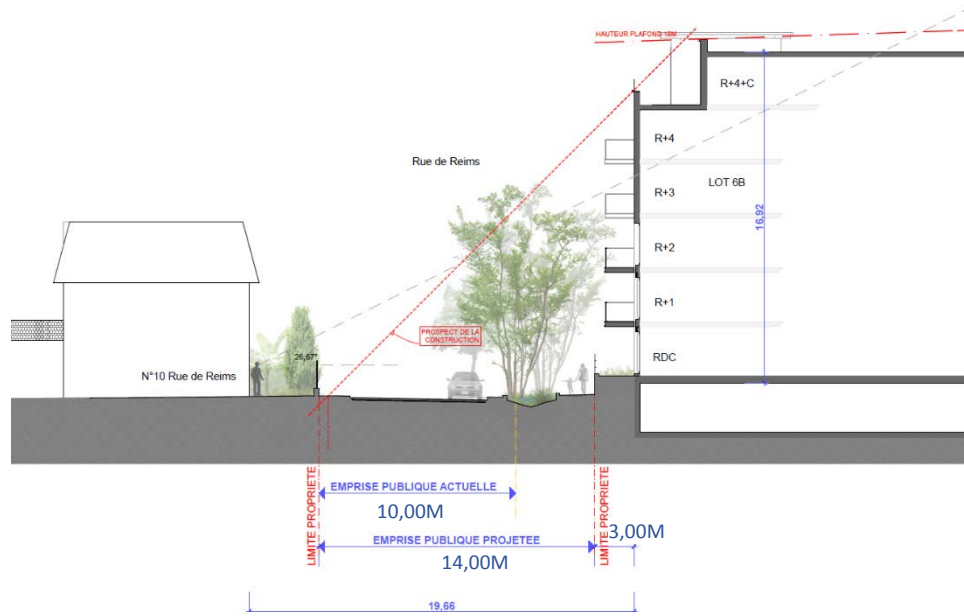 HAUTEUR PLAFOND 18M
R+4+C
R+4
Rue de Reims
R+3
LOT 6B
16,92
R+2
R+1
PROSPECT DE LA
CONSTRUCTION
26,67°
RDC
N°10 Rue de Reims
LIMITE PROPRIETE
EMPRISE PUBLIQUE ACTUELLE
10,00M
LIMITE PROPRIETE
3,00M
EMPRISE PUBLIQUE PROJETEE
14,00M
19,66